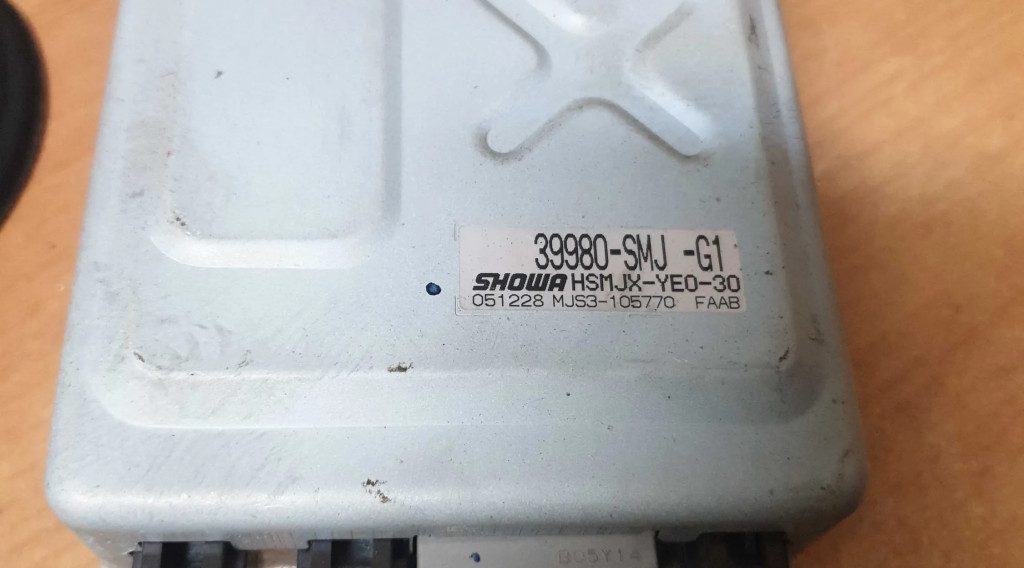 39980-SMJ -G1
SHOWA HSMJX-YE0-30
051228 MJS3-105770 FAAB
B05Y14